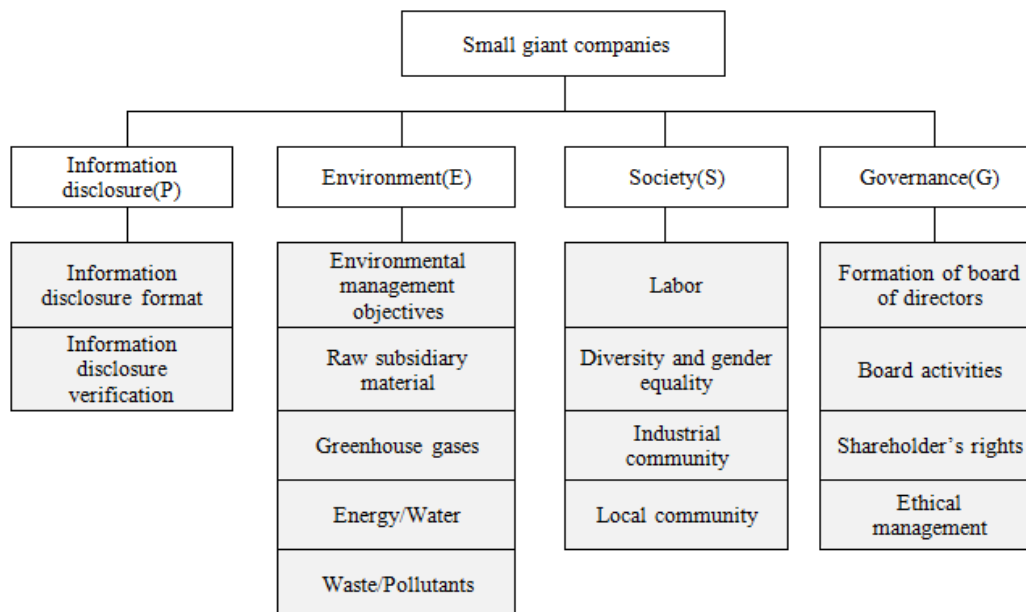 Small giant companies
Information
disclosure(P)
Environment(E)
Society(S)
Governance(G)
Information
disclosure format
Information
disclosure
verification
Environmental
management
objectives
Raw subsidiary
material
Greenhouse gases
Energy/Water
Waste/Pollutants
Labor
Diversity and gender
equality
Industrial
community
Local community
Formation of board
of directors
Board activities
Shareholder’s rights
Ethical
management